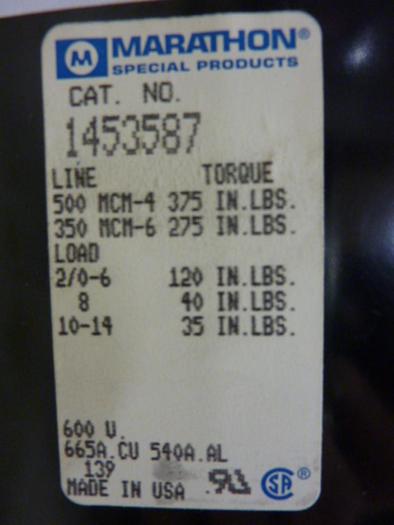 M MARATHON®
SPECIAL PRODUCTS
CAT. NO.
1453587
LINE TORQUE
500 MCM-4 375 IN.LBS.
350 MCM-6 275 IN.LBS.
LOAD
2/0-6 120 IN.LBS.
8 40 IN.LBS.
10-14 35 IN.LBS.
600 V.
665A.CU 540A.AL
139
MADE IN USA